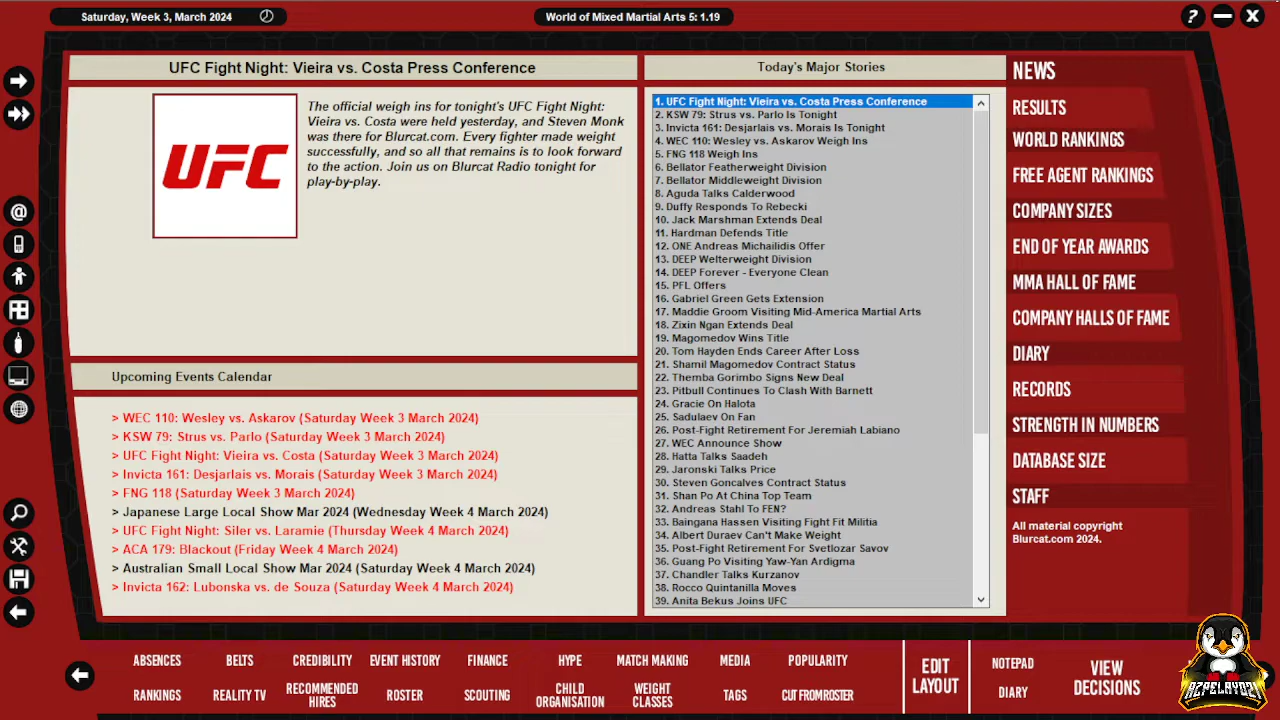 Saturday, Week 3, March 2024
World of Mixed Martial Arts 5: 1.19
?
X
UFC Fight Night: Vieira vs. Costa Press Conference
UFC
The official weigh ins for tonight's UFC Fight Night:
Vieira vs. Costa were held yesterday, and Steven Monk
was there for Blurcat.com. Every fighter made weight
successfully, and so all that remains is to look forward
to the action. Join us on Blurcat Radio tonight for
play-by-play.
Upcoming Events Calendar
> WEC 110: Wesley vs. Askarov (Saturday Week 3 March 2024)
> KSW 79: Strus vs. Parlo (Saturday Week 3 March 2024)
> UFC Fight Night: Vieira vs. Costa (Saturday Week 3 March 2024)
> Invicta 161: Desjarlais vs. Morais (Saturday Week 3 March 2024)
> FNG 118 (Saturday Week 3 March 2024)
> Japanese Large Local Show Mar 2024 (Wednesday Week 4 March 2024)
> UFC Fight Night: Siler vs. Laramie (Thursday Week 4 March 2024)
> ACA 179: Blackout (Friday Week 4 March 2024)
> Australian Small Local Show Mar 2024 (Saturday Week 4 March 2024)
> Invicta 162: Lubonska vs. de Souza (Saturday Week 4 March 2024)
Today's Major Stories
1. UFC Fight Night: Vieira vs. Costa Press Conference
2. KSW 79: Strus vs. Parlo Is Tonight
3. Invicta 161: Desjarlais vs. Morais Is Tonight
4. WEC 110: Wesley vs. Askarov Weigh Ins
5. FNG 118 Weigh Ins
6. Bellator Featherweight Division
7. Bellator Middleweight Division
8. Aguda Talks Calderwood
9. Duffy Responds To Rebecki
10. Jack Marshman Extends Deal
11. Hardman Defends Title
12. ONE Andreas Michailidis Offer
13. DEEP Welterweight Division
14. DEEP Forever - Everyone Clean
15. PFL Offers
16. Gabriel Green Gets Extension
17. Maddie Groom Visiting Mid-America Martial Arts
18. Zixin Ngan Extends Deal
19. Magomedov Wins Title
20. Tom Hayden Ends Career After Loss
21. Shamil Magomedov Contract Status
22. Themba Gorimbo Signs New Deal
23. Pitbull Continues To Clash With Barnett
24. Gracie On Halota
25. Sadulaev On Fan
26. Post-Fight Retirement For Jeremiah Labiano
27. WEC Announce Show
28. Hatta Talks Saadeh
29. Jaronski Talks Price
30. Steven Goncalves Contract Status
31. Shan Po At China Top Team
32. Andreas Stahl To FEN?
33. Baingana Hassen Visiting Fight Fit Militia
34. Albert Duraev Can't Make Weight
35. Post-Fight Retirement For Svetlozar Savov
36. Guang Po Visiting Yaw-Yan Ardigma
37. Chandler Talks Kurzanov
38. Rocco Quintanilla Moves
39. Anita Bekus Joins UFC
NEWS
RESULTS
WORLD RANKINGS
FREE AGENT RANKINGS
COMPANY SIZES
END OF YEAR AWARDS
MMA HALL OF FAME
COMPANY HALLS OF FAME
DIARY
RECORDS
STRENGTH IN NUMBERS
DATABASE SIZE
STAFF
All material copyright
Blurcat.com 2024.
@
ABSENCES
BELTS
CREDIBILITY
EVENT HISTORY
FINANCE
HYPE
MATCH MAKING
MEDIA
POPULARITY
RANKINGS
REALITY TV
RECOMMENDED
HIRES
ROSTER
SCOUTING
CHILD
ORGANISATION
WEIGHT
CLASSES
TAGS
CUT FROM ROSTER
EDIT
LAYOUT
NOTEPAD
DIARY
VIEW
DECISIONS
ACPELAYO21